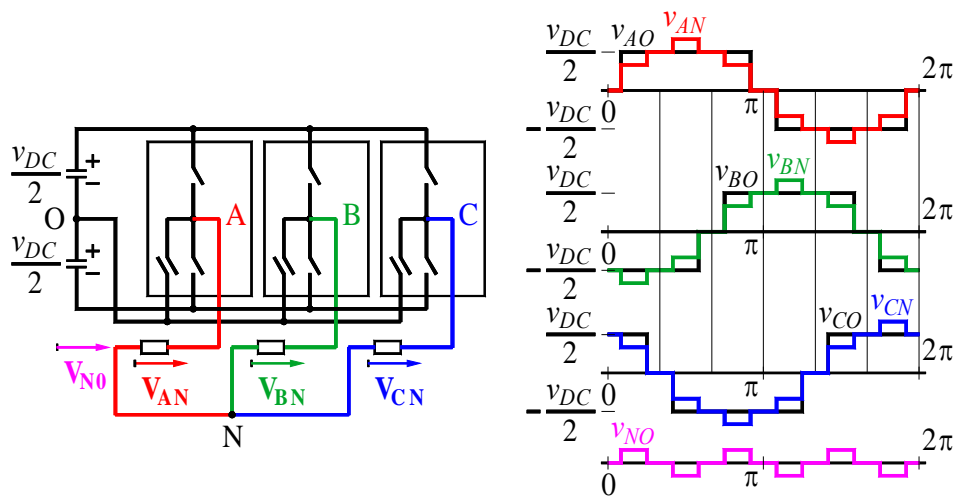 v_DC
2
+
−
O
v_DC
2
+
−
A
B
C
V_N0
V_AN
V_BN
V_CN
N
v_DC
2
v_AO
v_AN
2π
0
π
− v_DC
2
v_DC
2
v_BO
v_BN
2π
0
π
− v_DC
2
v_DC
2
v_CO
v_CN
2π
0
π
− v_DC
2
v_NO
2π
0
π